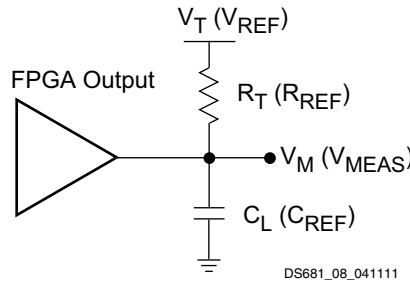 V_T (V_REF)
FPGA Output
R_T (R_REF)
V_M (V_MEAS)
C_L (C_REF)
DS681_08_041111